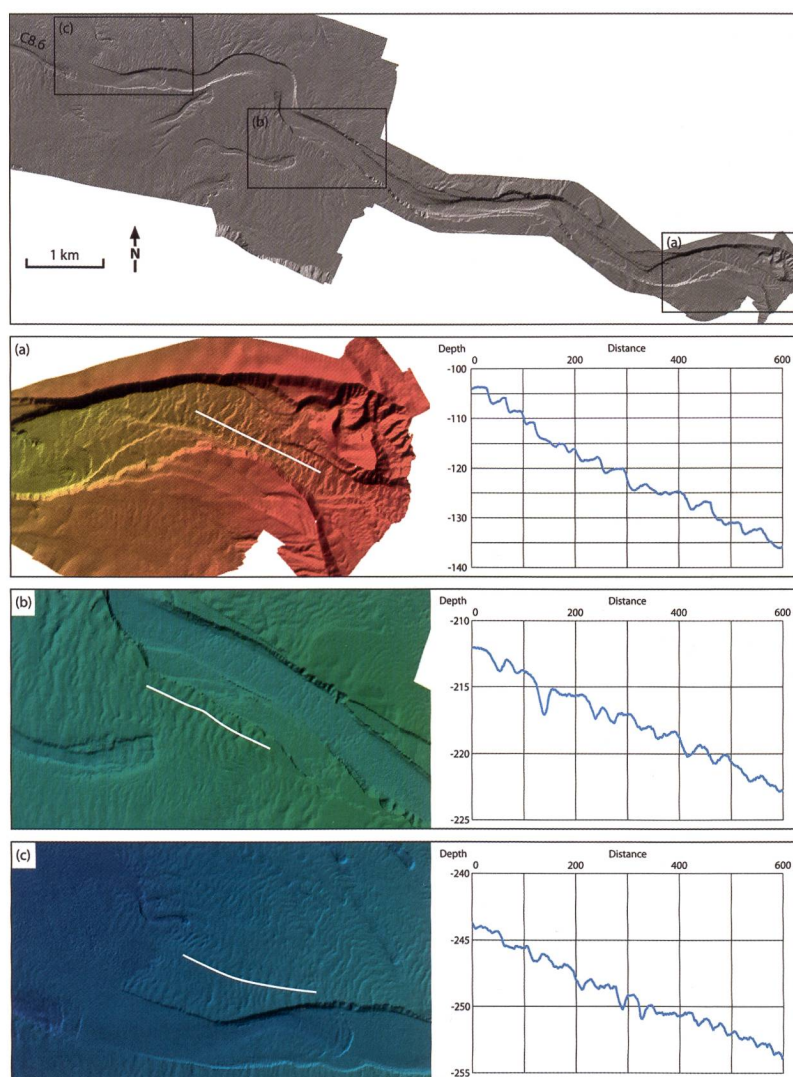 C8.6
(c)
(b)
(a)
1 km
N
(a)
Depth Distance
0 200 400 600
-100
-110
-120
-130
-140
(b)
Depth Distance
0 200 400 600
-210
-215
-220
-225
(c)
Depth Distance
0 200 400 600
-240
-245
-250
-255